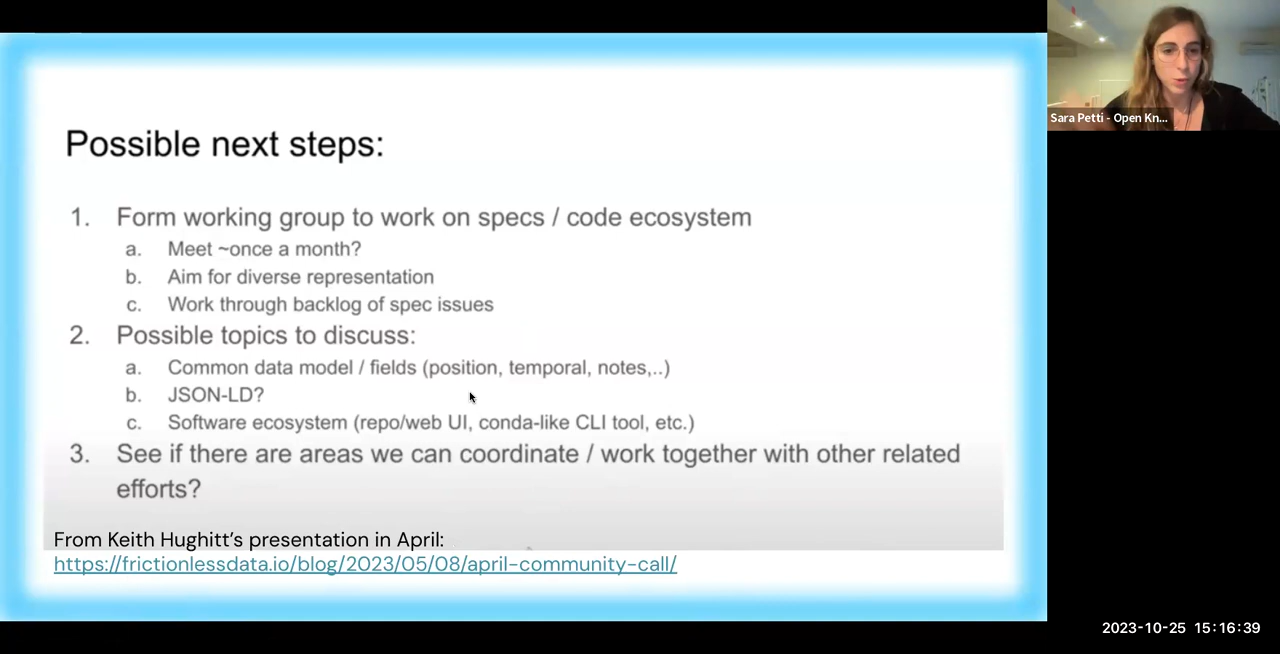 Possible next steps:
1. Form working group to work on specs / code ecosystem
a. Meet ~once a month?
b. Aim for diverse representation
c. Work through backlog of spec issues
2. Possible topics to discuss:
a. Common data model / fields (position, temporal, notes,..)
b. JSON-LD?
c. Software ecosystem (repo/web UI, conda-like CLI tool, etc.)
3. See if there are areas we can coordinate / work together with other related
efforts?
From Keith Hughitt’s presentation in April:
https://frictionlessdata.io/blog/2023/05/08/april-community-call/
Sara Petti - Open Kn...
2023-10-25 15:16:39